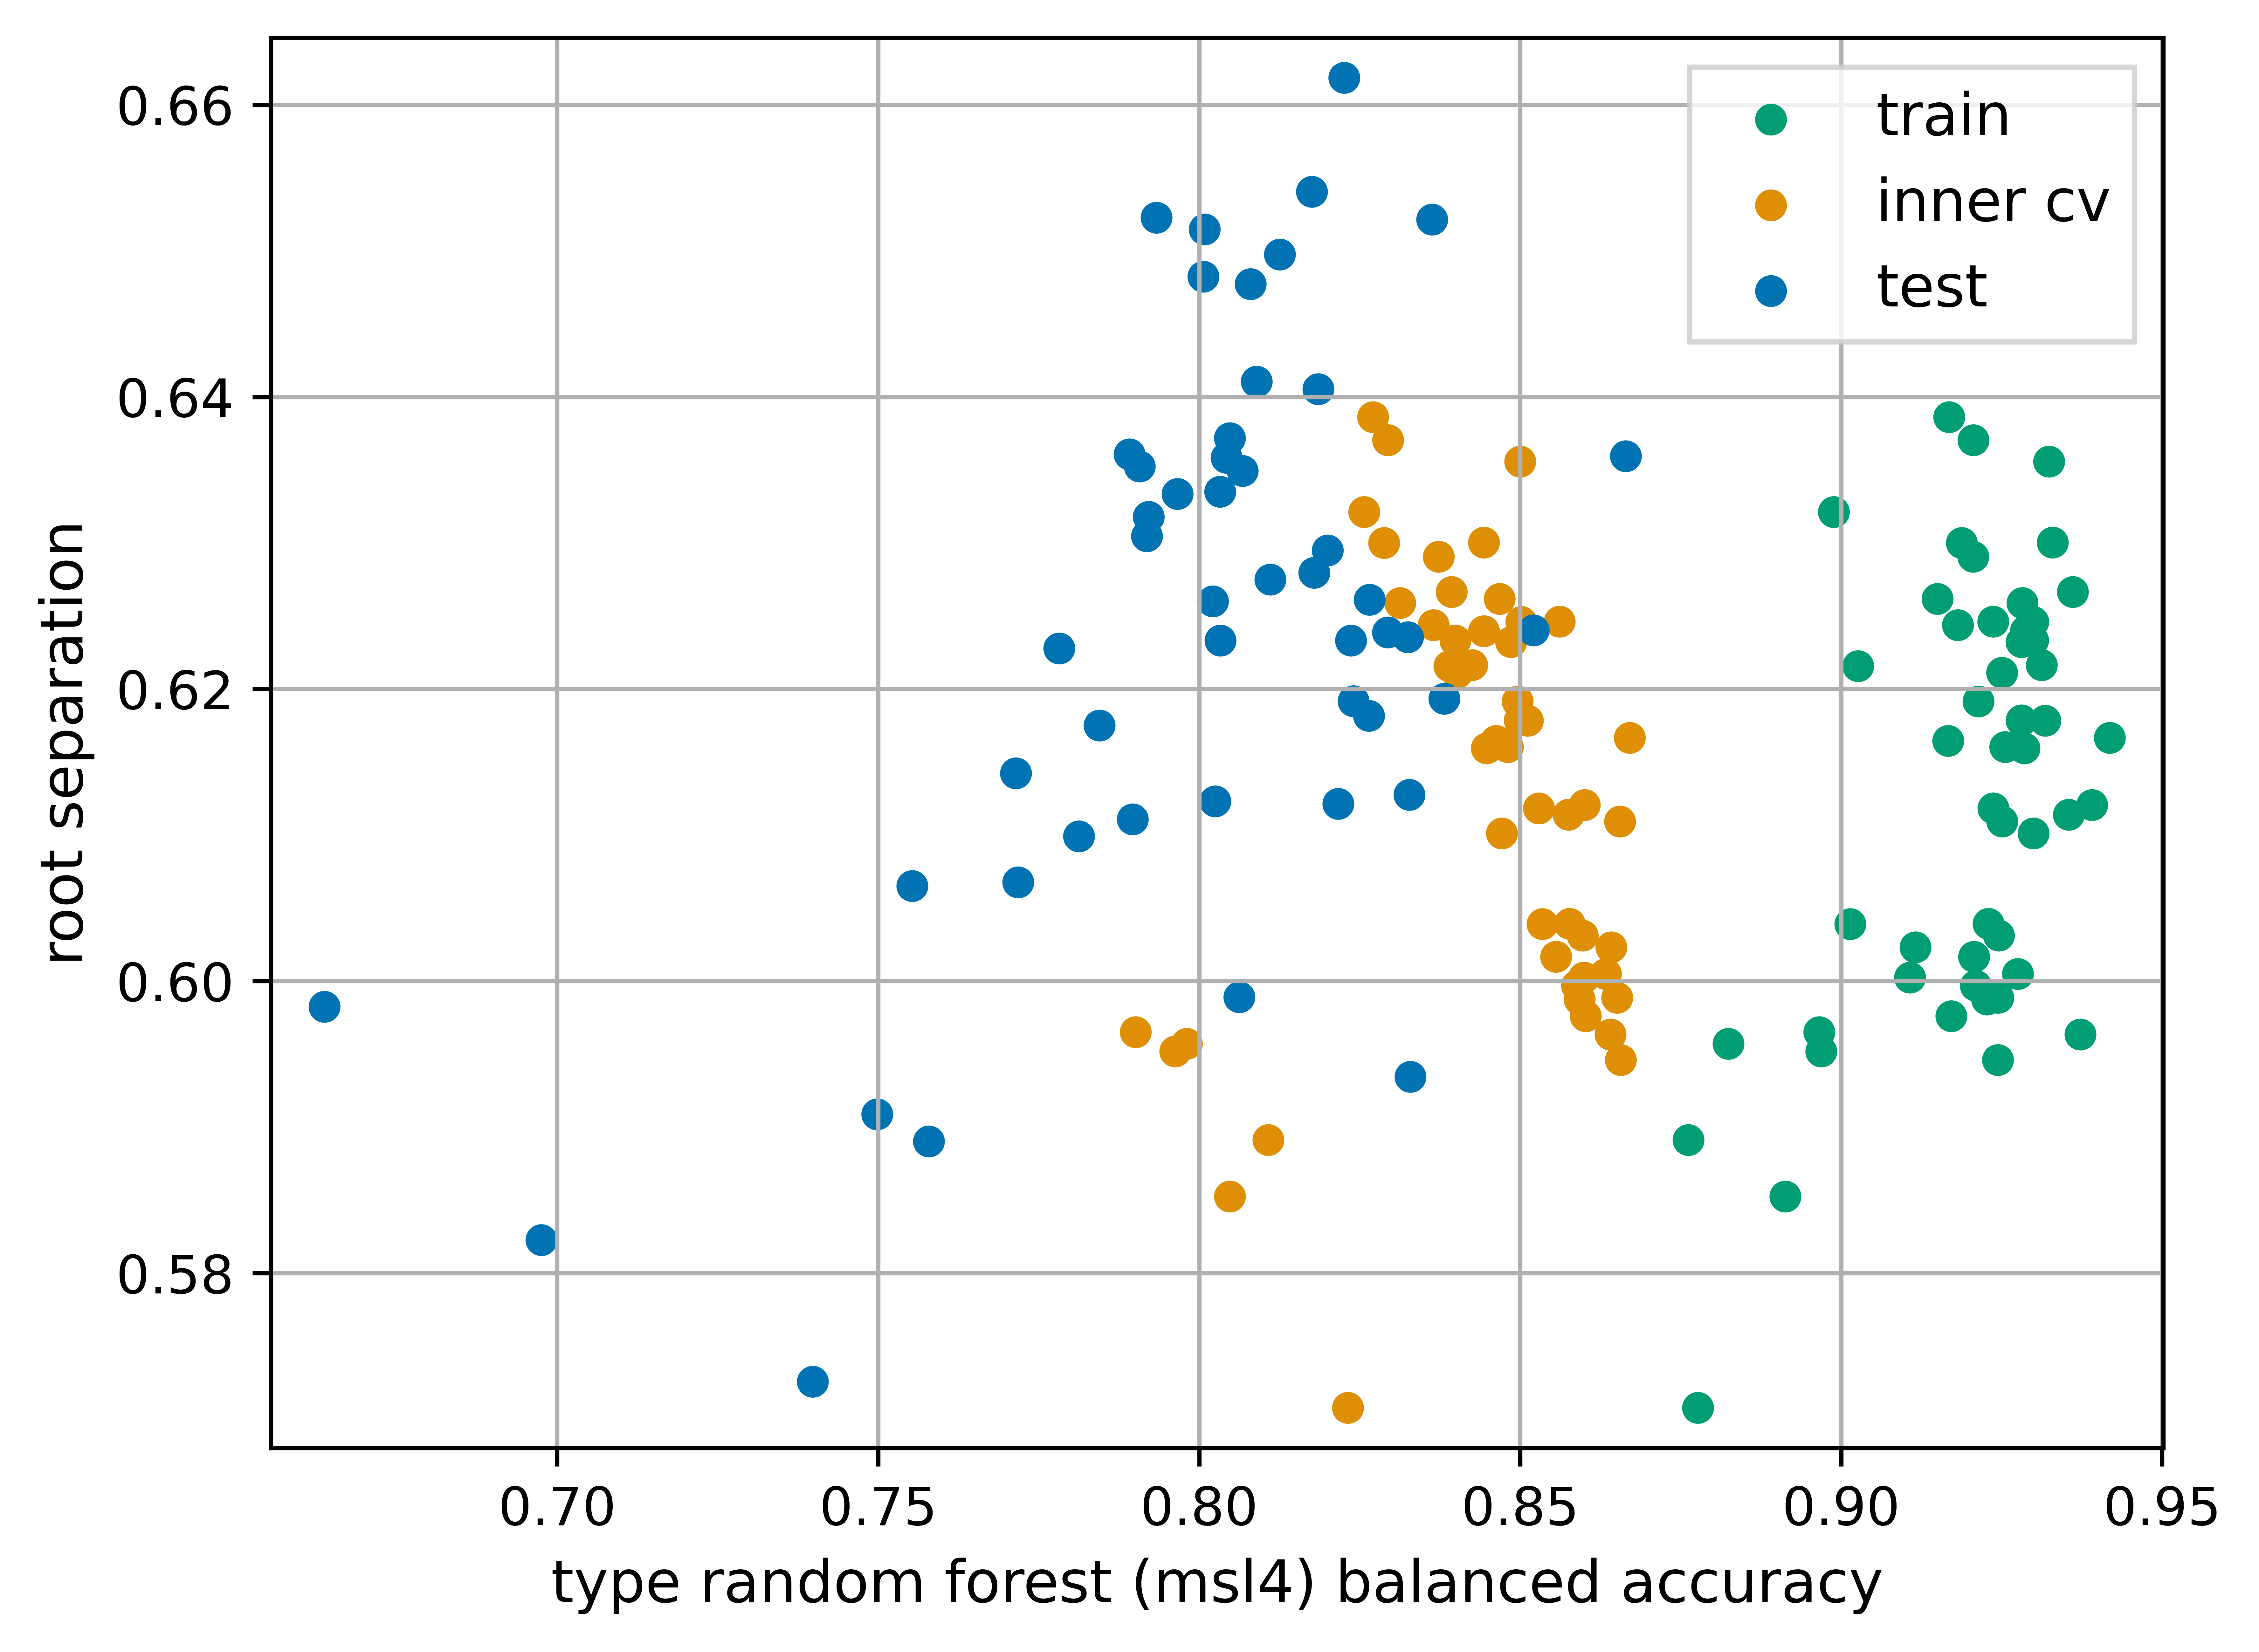 train
inner cv
test
0.66
0.64
0.62
0.60
0.58
root separation
0.70 0.75 0.80 0.85 0.90 0.95
type random forest (msl4) balanced accuracy